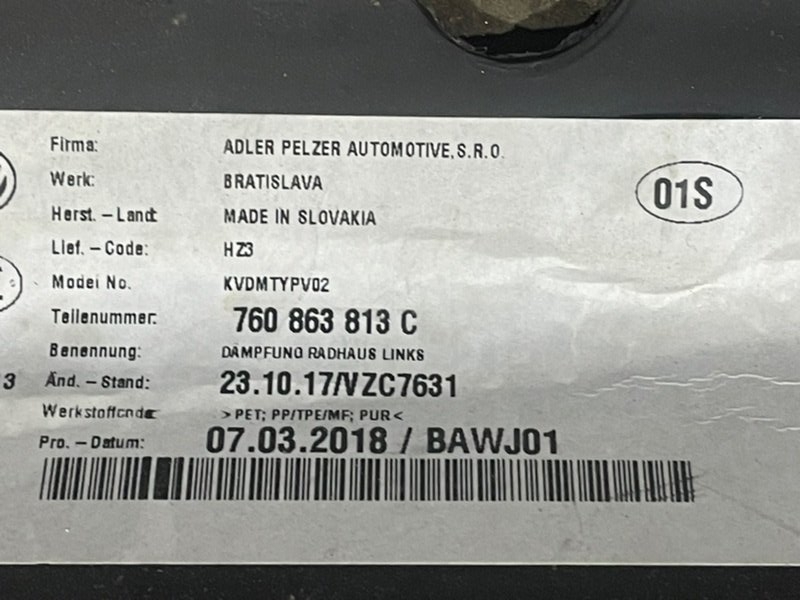 Firma: ADLER PELZER AUTOMOTIVE, S.R.O.
Werk: BRATISLAVA
Herst. - Land: MADE IN SLOVAKIA
01S
Lief. - Code: HZ3
Model No. KVDMTYPV02
Teilenummer: 760 863 813 C
Benennung: DÄMPFUNG RADHAUS LINKS
3 Änd. - Stand: 23.10.17/VZC7631
>PET; PP/TPE/MF; PUR<
Pro. - Datum: 07.03.2018 / BAWJ01